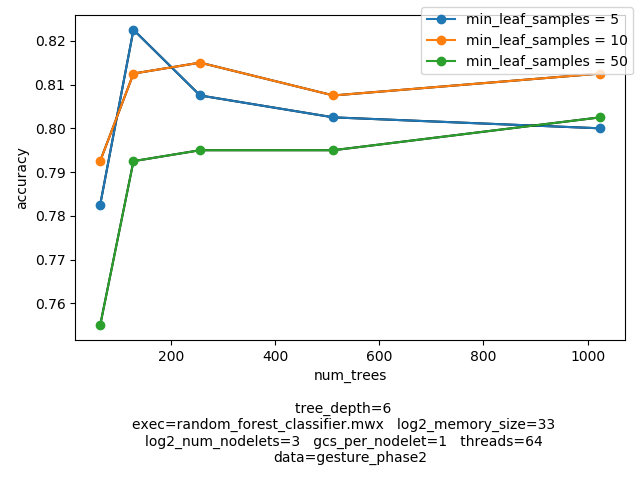 min_leaf_samples = 5
min_leaf_samples = 10
min_leaf_samples = 50
0.82
0.81
0.80
0.79
0.78
0.77
0.76
accuracy
200 400 600 800 1000
num_trees
tree_depth=6
exec=random_forest_classifier.mwx log2_memory_size=33
log2_num_nodelets=3 gcs_per_nodelet=1 threads=64
data=gesture_phase2